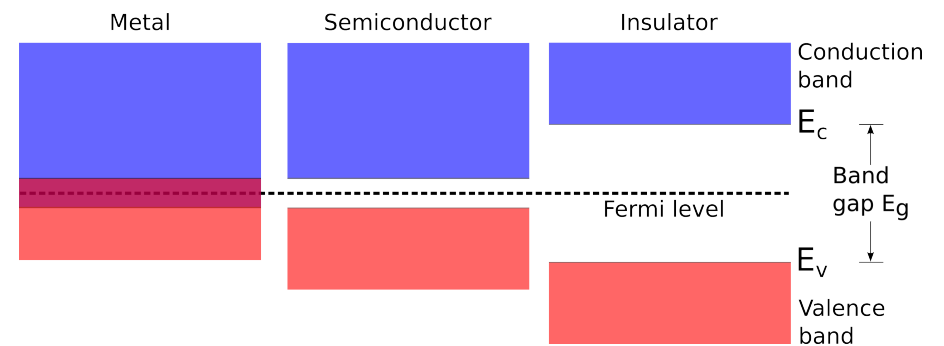 Metal
Semiconductor
Insulator
Conduction
band
Ec
Band
gap Eg
Fermi level
Ev
Valence
band